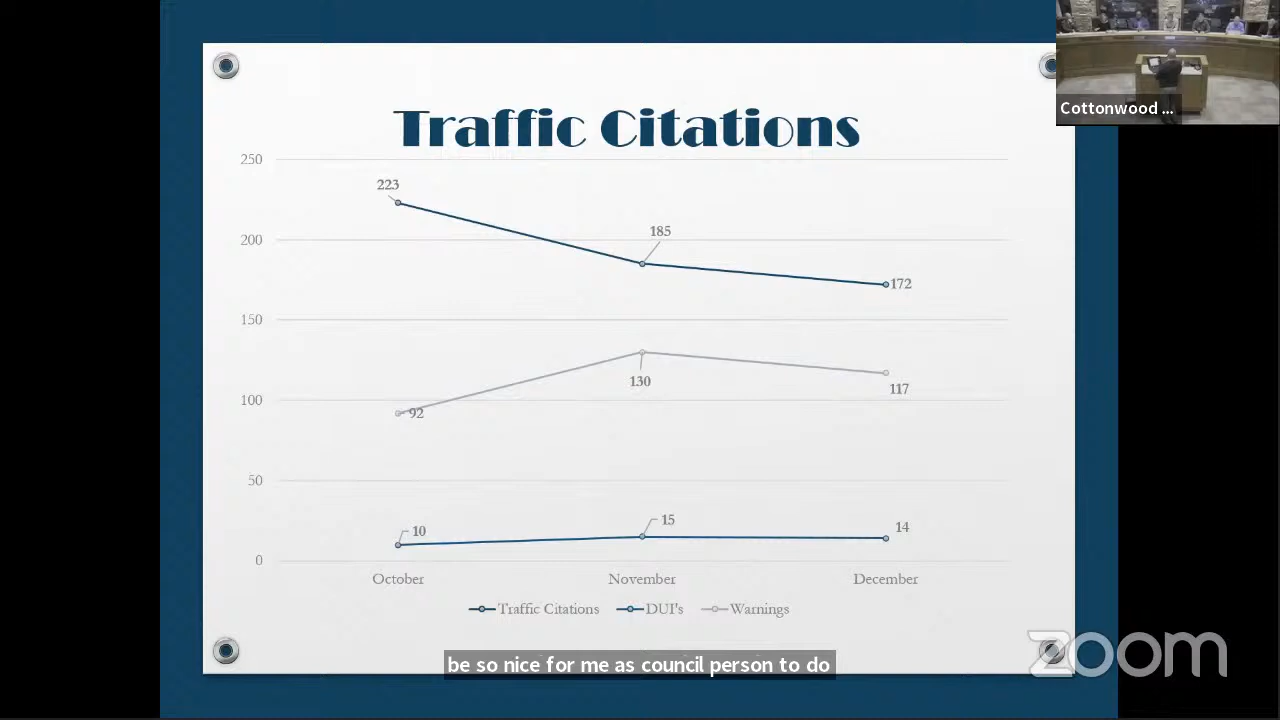 Cottonwood ...
Traffic Citations
250
223
200
185
172
150
130
117
100
92
50
10
15
14
0
October November December
Traffic Citations DUI's Warnings
be so nice for me as council person to do
zoom